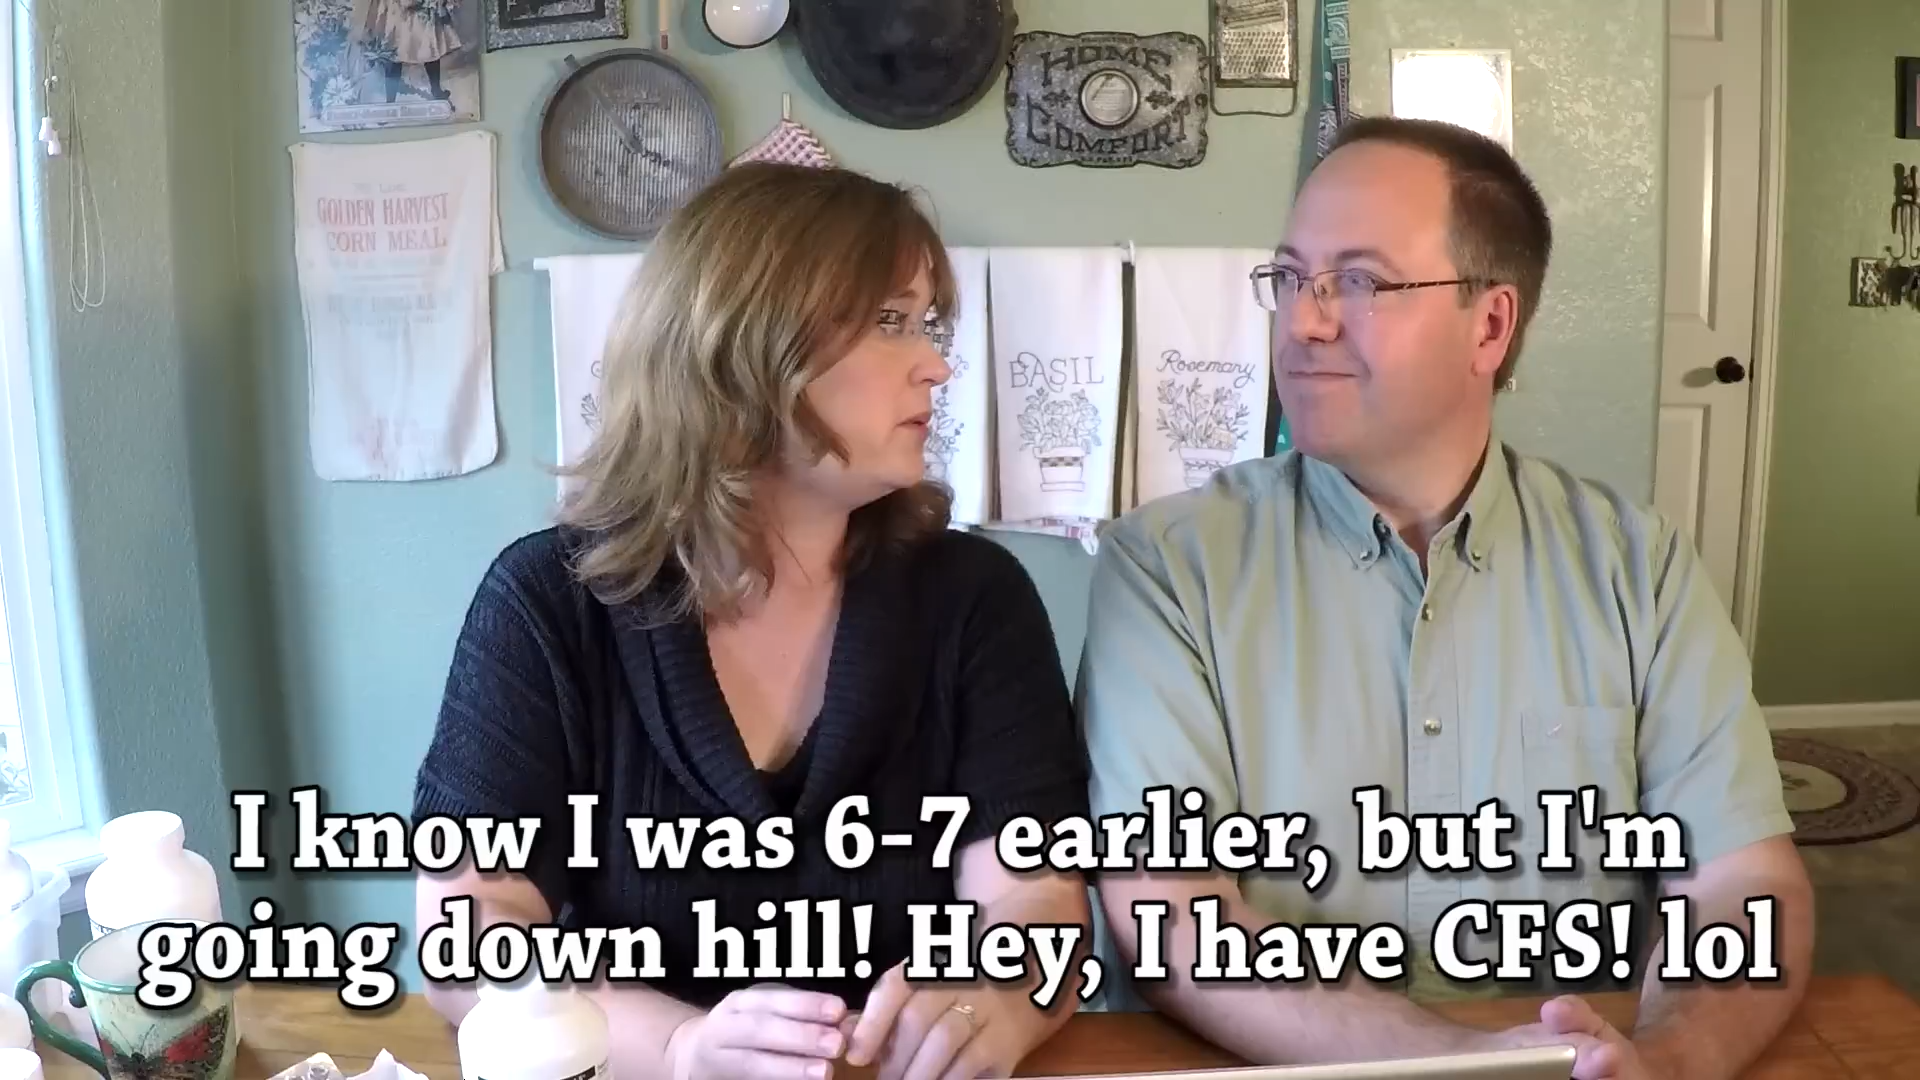 HOME
COMFORT
GOLDEN HARVEST
CORN MEAL
BASIL
Rosemary
I know I was 6-7 earlier, but I'm
going down hill! Hey, I have CFS! lol